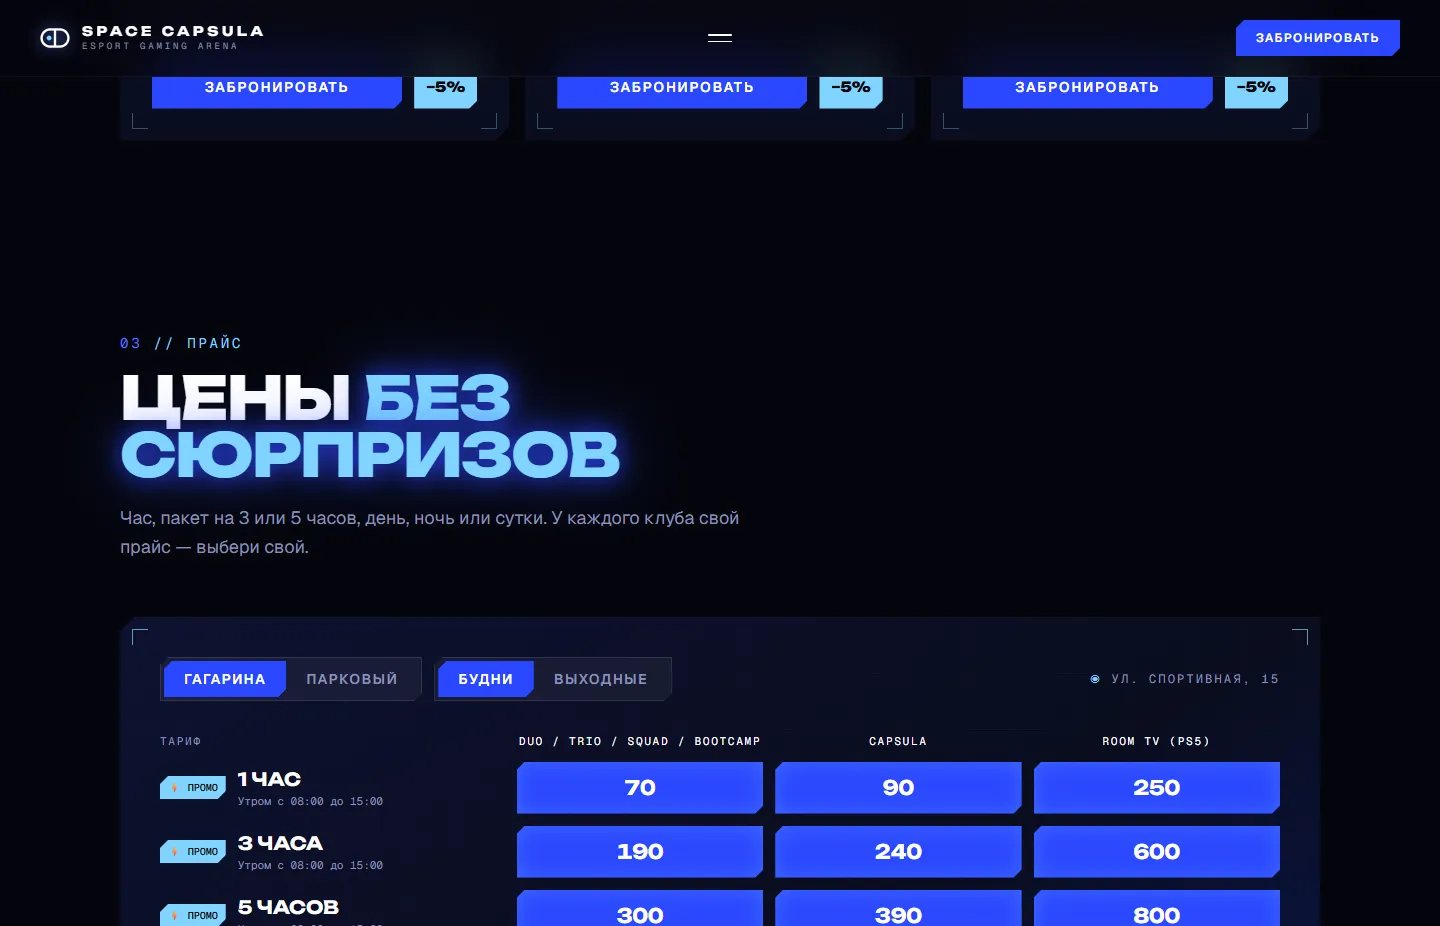 SPACE CAPSULA
ESPORT GAMING ARENA
ЗАБРОНИРОВАТЬ
ЗАБРОНИРОВАТЬ −5% ЗАБРОНИРОВАТЬ −5% ЗАБРОНИРОВАТЬ −5%
03 // ПРАЙС
ЦЕНЫ БЕЗ
СЮРПРИЗОВ
Час, пакет на 3 или 5 часов, день, ночь или сутки. У каждого клуба свой
прайс — выбери свой.
ГАГАРИНА ПАРКОВЫЙ БУДНИ ВЫХОДНЫЕ ◉ УЛ. СПОРТИВНАЯ, 15
ТАРИФ DUO / TRIO / SQUAD / BOOTCAMP CAPSULA ROOM TV (PS5)
ПРОМО 1 ЧАС 70 90 250
Утром с 08:00 до 15:00
ПРОМО 3 ЧАСА 190 240 600
Утром с 08:00 до 15:00
ПРОМО 5 ЧАСОВ 300 390 800